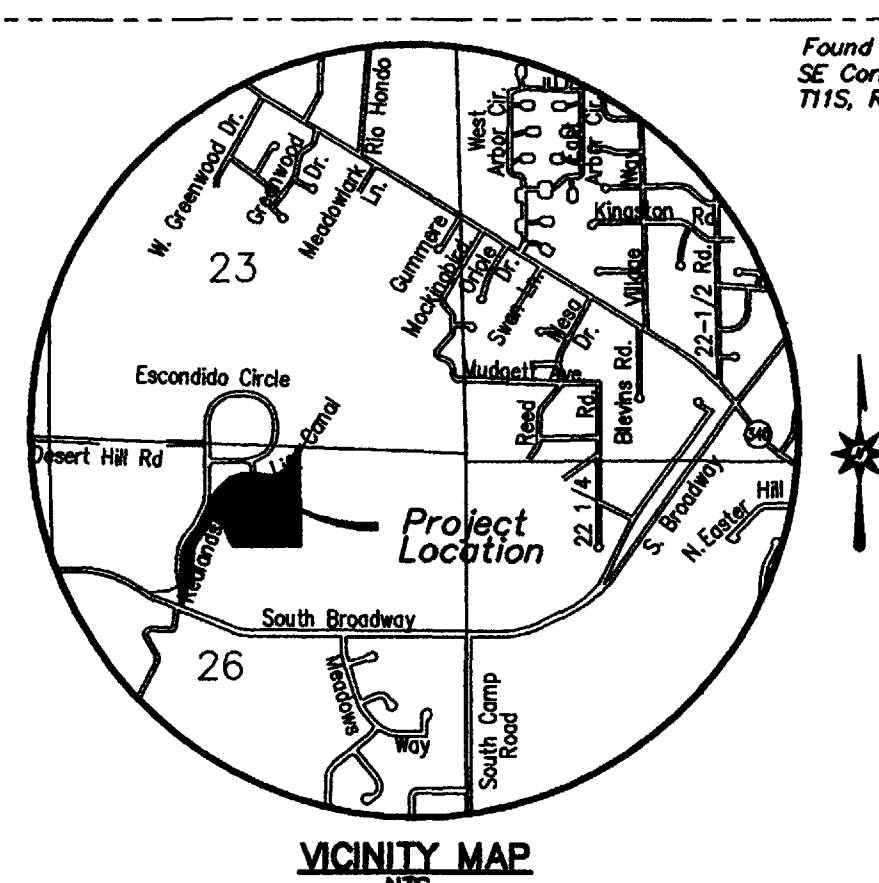 Found
SE Cor
T11S, R
W. Greenwood Dr.
Greenwood
Dr.
Rio Hondo
Meadowlark
Ln.
West
Arbor Cir.
East
Arbor Cir.
Way
Village
Kingston Rd.
22-1/2 Rd.
Gummere
Mockingbird
Oriole
Dr.
Swan Ln.
Mesa
Dr.
23
Escondido Circle
Mudgett Ave.
Reed
Rd.
Blevins Rd.
Canal
Desert Hill Rd
340
22 1/4
S. Broadway
N. Easter
Hill
Project
Location
Redlands
South Broadway
26
Meadows
Way
South Camp
Road
VICINITY MAP
NTS